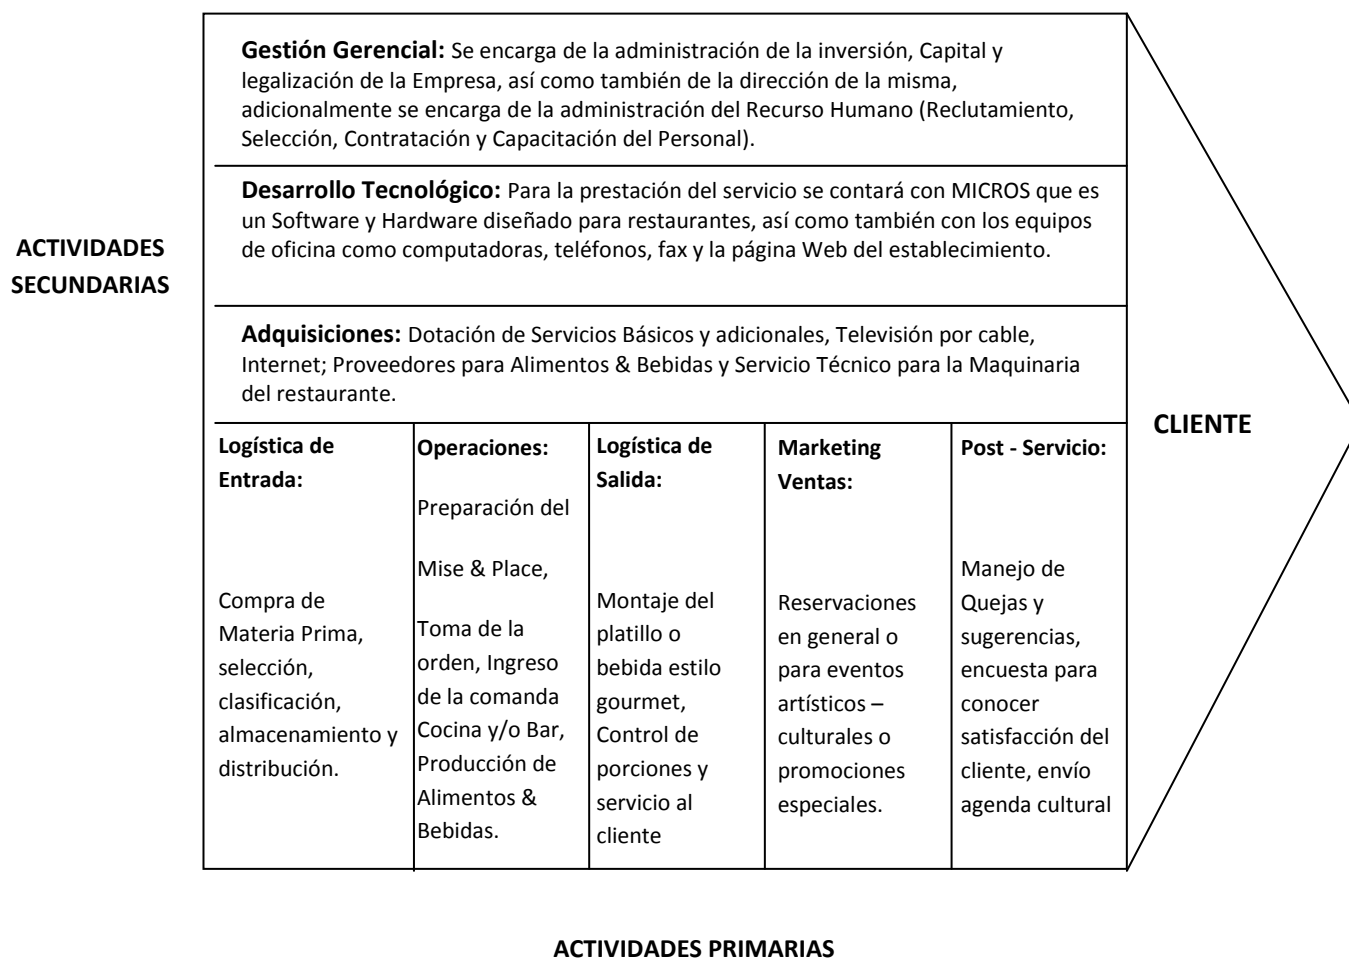 Gestión Gerencial: Se encarga de la administración de la inversión, Capital y
legalización de la Empresa, así como también de la dirección de la misma,
adicionalmente se encarga de la administración del Recurso Humano (Reclutamiento,
Selección, Contratación y Capacitación del Personal).
Desarrollo Tecnológico: Para la prestación del servicio se contará con MICROS que es
un Software y Hardware diseñado para restaurantes, así como también con los equipos
de oficina como computadoras, teléfonos, fax y la página Web del establecimiento.
ACTIVIDADES
SECUNDARIAS
Adquisiciones: Dotación de Servicios Básicos y adicionales, Televisión por cable,
Internet; Proveedores para Alimentos & Bebidas y Servicio Técnico para la Maquinaria
del restaurante.
CLIENTE
Logística de
Entrada:
Compra de
Materia Prima,
selección,
clasificación,
almacenamiento y
distribución.
Operaciones:
Preparación del
Mise & Place,
Toma de la
orden, Ingreso
de la comanda
Cocina y/o Bar,
Producción de
Alimentos &
Bebidas.
Logística de
Salida:
Montaje del
platillo o
bebida estilo
gourmet,
Control de
porciones y
servicio al
cliente
Marketing
Ventas:
Reservaciones
en general o
para eventos
artísticos –
culturales o
promociones
especiales.
Post - Servicio:
Manejo de
Quejas y
sugerencias,
encuesta para
conocer
satisfacción del
cliente, envío
agenda cultural
ACTIVIDADES PRIMARIAS